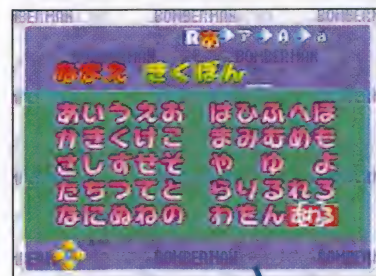 BOMBERMAN
R あ→ア→A→a
なまえ きくぼん
あいうえお はひふへほ
かきくけこ まみむめも
さしすせそ や ゆ よ
たちつてと らりるれろ
なにぬねの わをん おわる
BOMBERMAN